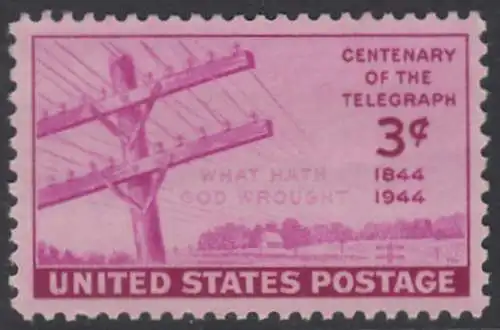 CENTENARY
OF THE
TELEGRAPH
3¢
WHAT HATH
GOD WROUGHT
1844
1944
UNITED STATES POSTAGE